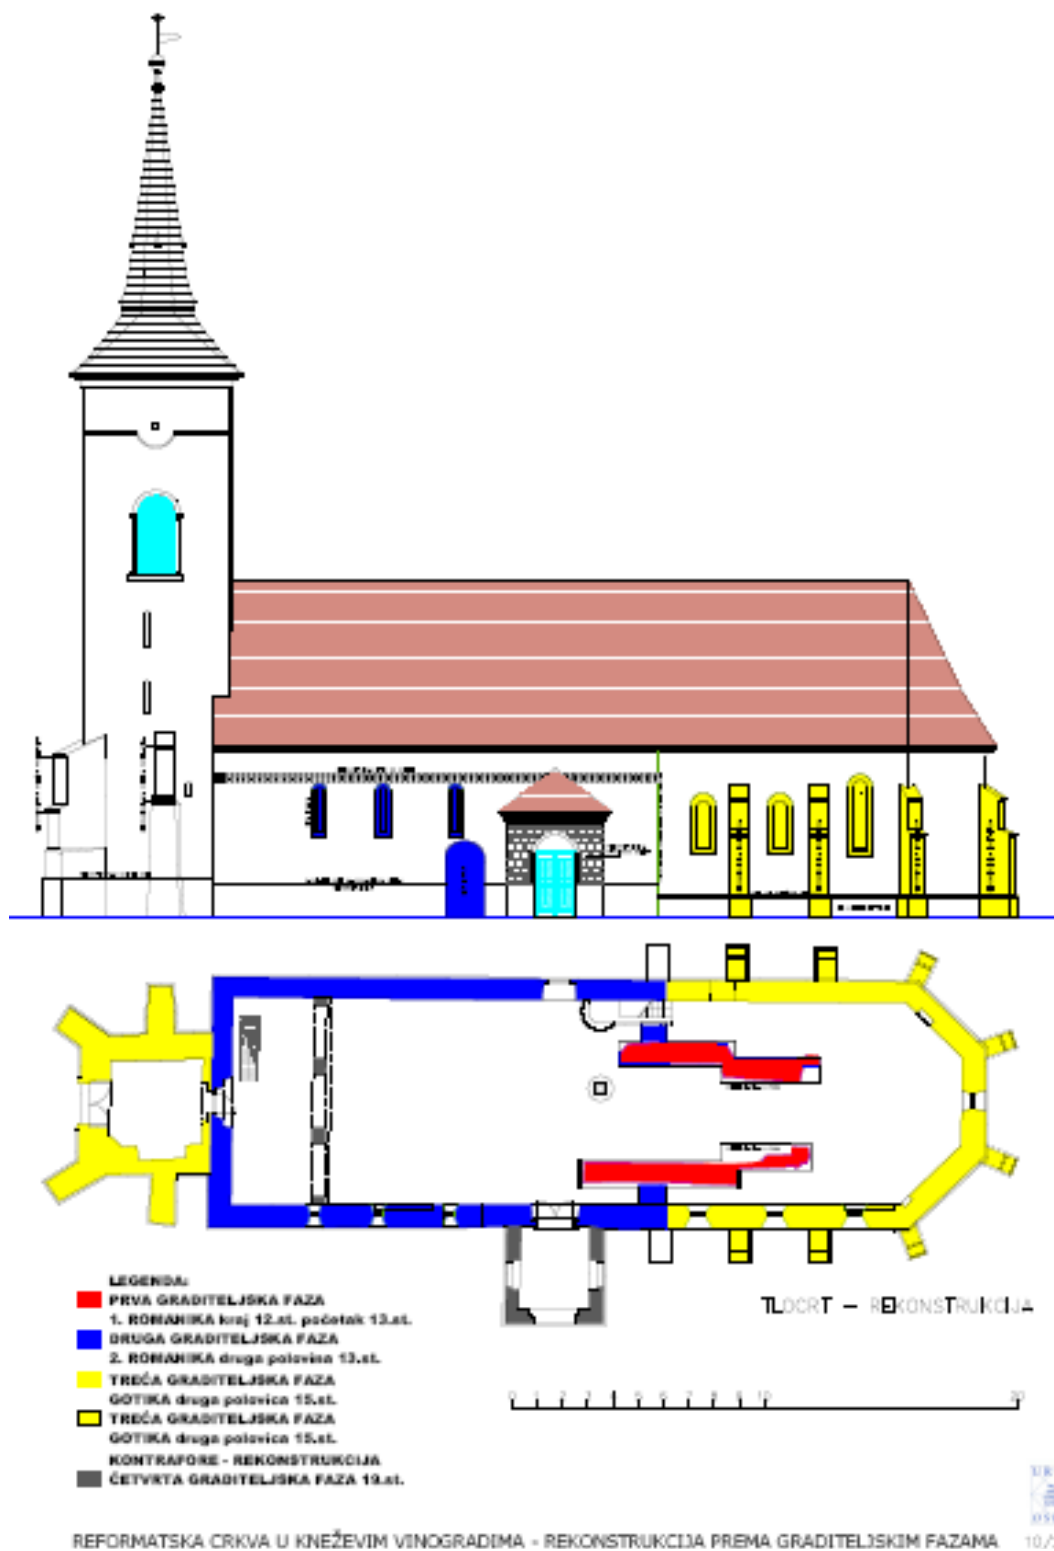 TLOCRT – REKONSTRUKCIJA
LEGENDA:
PRVA GRADITELJSKA FAZA
1. ROMANIKA kraj 12.st. početak 13.st.
DRUGA GRADITELJSKA FAZA
2. ROMANIKA druga polovina 13.st.
TREĆA GRADITELJSKA FAZA
GOTIKA druga polovica 15.st.
TREĆA GRADITELJSKA FAZA
GOTIKA druga polovica 15.st.
KONTRAFORE - REKONSTRUKCIJA
ČETVRTA GRADITELJSKA FAZA 19.st.
0 1 2 3 4 5 6 7 8 9 10 20
REFORMATSKA CRKVA U KNEŽEVIM VINOGRADIMA - REKONSTRUKCIJA PREMA GRADITELJSKIM FAZAMA